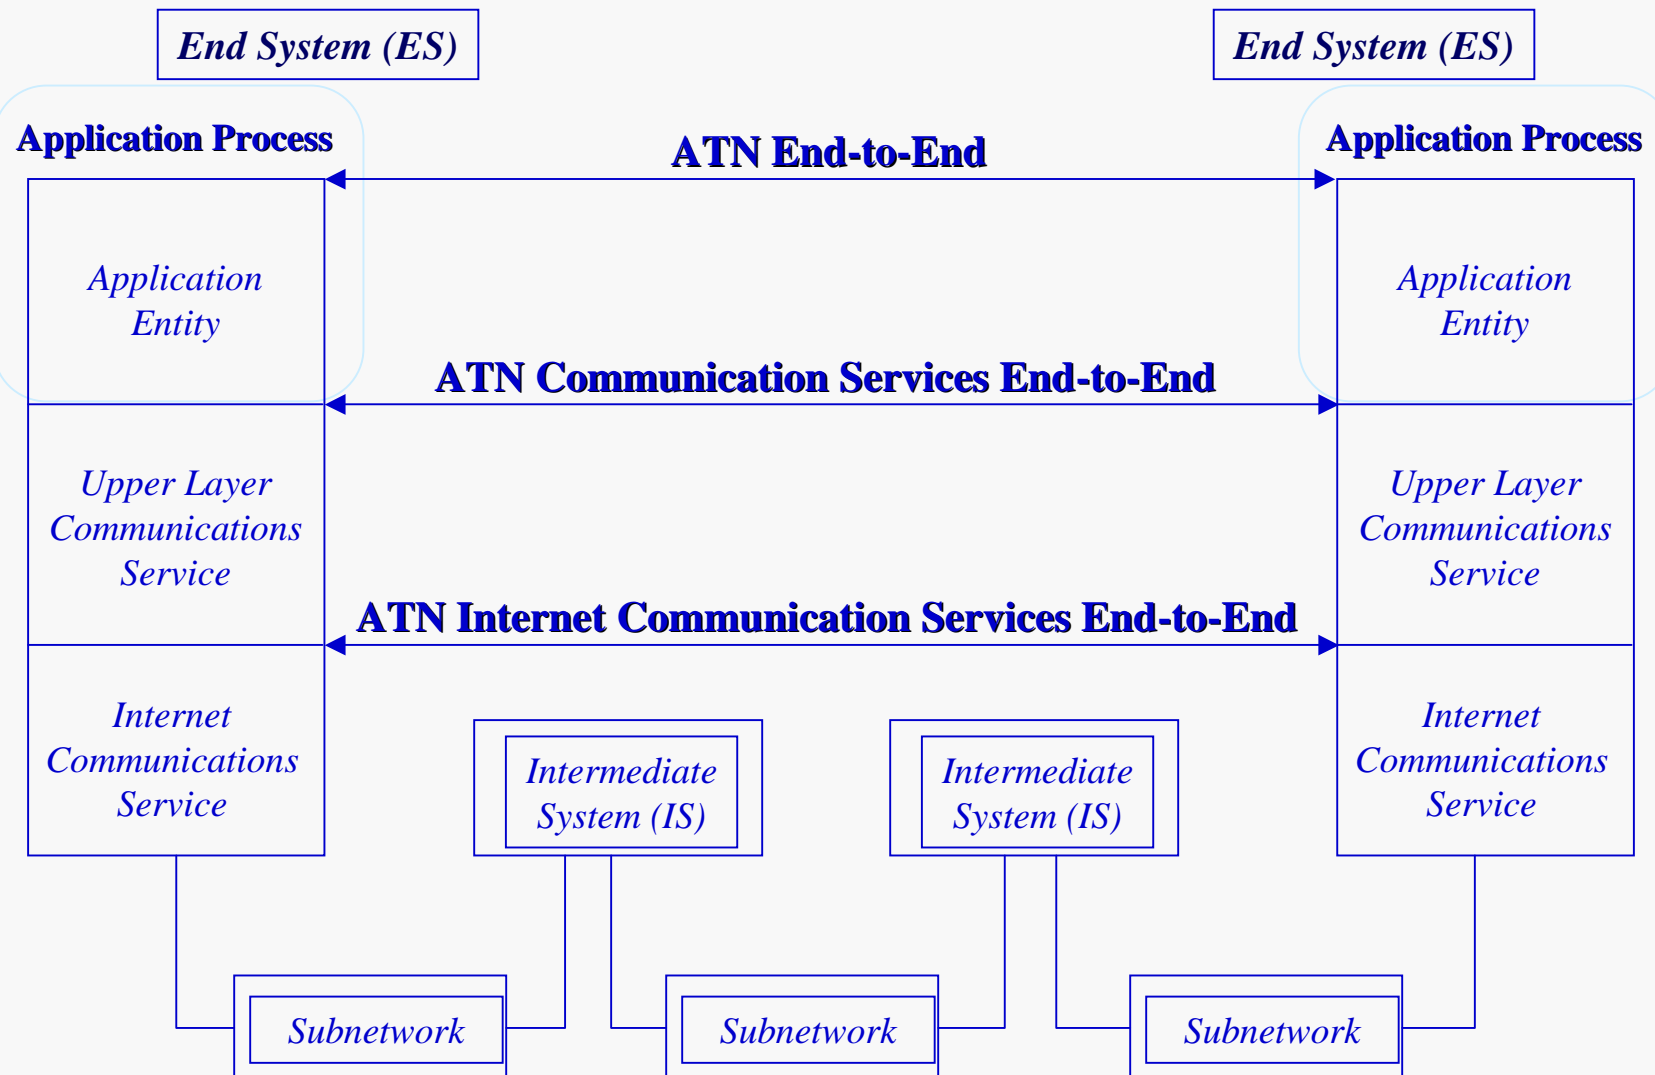 End System (ES)
End System (ES)
Application Process
Application Process
ATN End-to-End
Application
Entity
Application
Entity
ATN Communication Services End-to-End
Upper Layer
Communications
Service
Upper Layer
Communications
Service
ATN Internet Communication Services End-to-End
Internet
Communications
Service
Intermediate
System (IS)
Intermediate
System (IS)
Internet
Communications
Service
Subnetwork
Subnetwork
Subnetwork